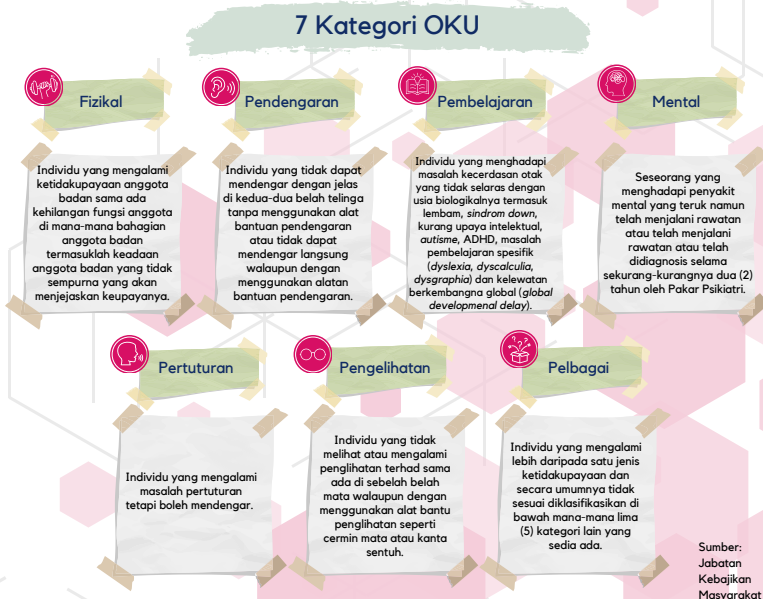 7 Kategori OKU
Fizikal
Individu yang mengalami
ketidakupayaan anggota
badan sama ada
kehilangan fungsi anggota
di mana-mana bahagian
anggota badan
termasuklah keadaan
anggota badan yang tidak
sempurna yang akan
menjejaskan keupayanya.
Pendengaran
Individu yang tidak dapat
mendengar dengan jelas
di kedua-dua belah telinga
tanpa menggunakan alat
bantuan pendengaran
atau tidak dapat
mendengar langsung
walaupun dengan
menggunakan alatan
bantuan pendengaran.
Pembelajaran
Individu yang menghadapi
masalah kecerdasan otak
yang tidak selaras dengan
usia biologikalnya termasuk
lembam, sindrom down,
kurang upaya intelektual,
autisme, ADHD, masalah
pembelajaran spesifik
(dyslexia, dyscalculia,
dysgraphia) dan kelewatan
berkembangna global (global
developmenal delay).
Mental
Seseorang yang
menghadapi penyakit
mental yang teruk namun
telah menjalani rawatan
atau telah menjalani
rawatan atau telah
didiagnosis selama
sekurang-kurangnya dua (2)
tahun oleh Pakar Psikiatri.
Pertuturan
Individu yang mengalami
masalah pertuturan
tetapi boleh mendengar.
Pengelihatan
Individu yang tidak
melihat atau mengalami
penglihatan terhad sama
ada di sebelah belah
mata walaupun dengan
menggunakan alat bantu
penglihatan seperti
cermin mata atau kanta
sentuh.
Pelbagai
Individu yang mengalami
lebih daripada satu jenis
ketidakupayaan dan
secara umumnya tidak
sesuai diklasifikasikan di
bawah mana-mana lima
(5) kategori lain yang
sedia ada.
Sumber:
Jabatan
Kebajikan
Masyarakat